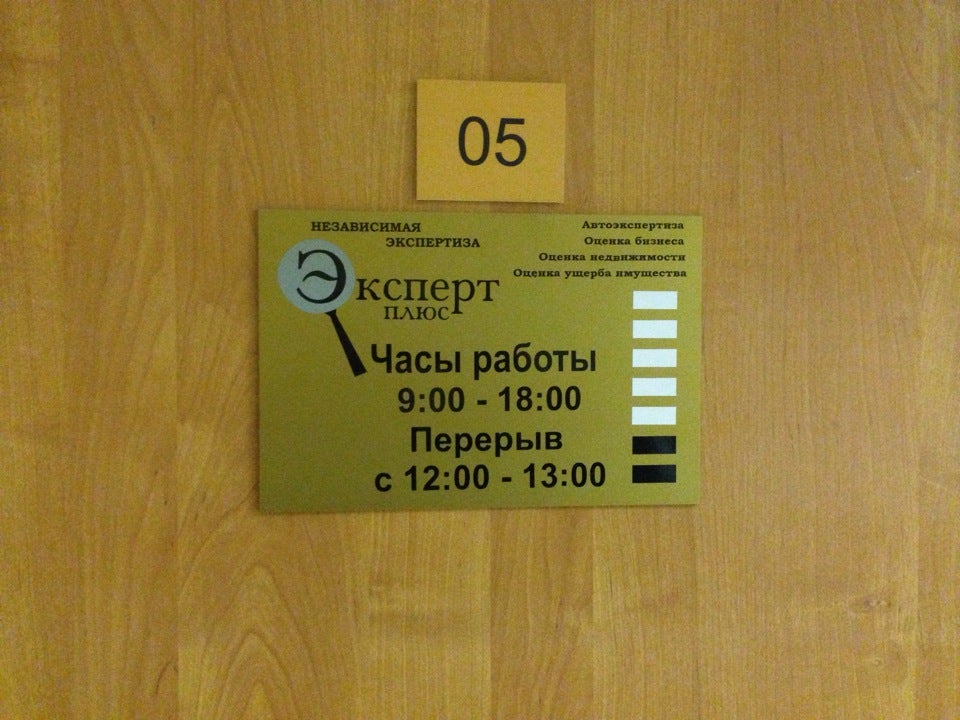 05
НЕЗАВИСИМАЯ
ЭКСПЕРТИЗА
Эксперт
ПЛЮС
Автоэкспертиза
Оценка бизнеса
Оценка недвижимости
Оценка ущерба имущества
Часы работы
9:00 - 18:00
Перерыв
с 12:00 - 13:00